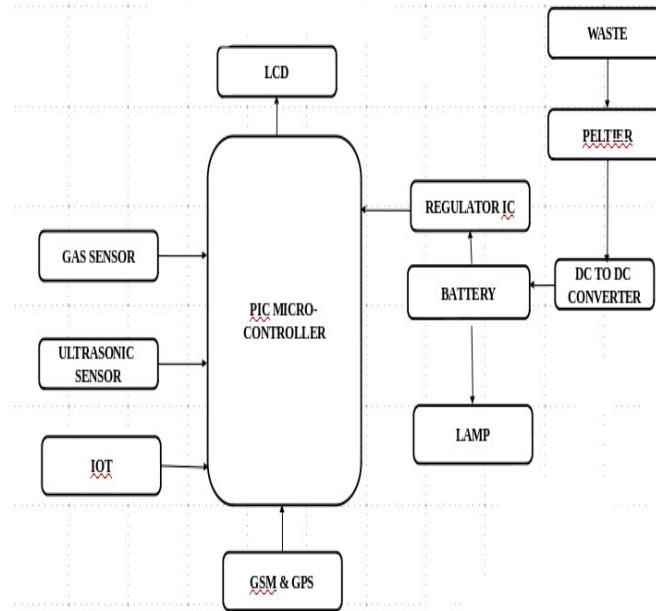 WASTE
LCD
PELTIER
REGULATOR IC
GAS SENSOR
DC TO DC
CONVERTER
BATTERY
PIC MICRO-
CONTROLLER
ULTRASONIC
SENSOR
LAMP
IOT
GSM & GPS